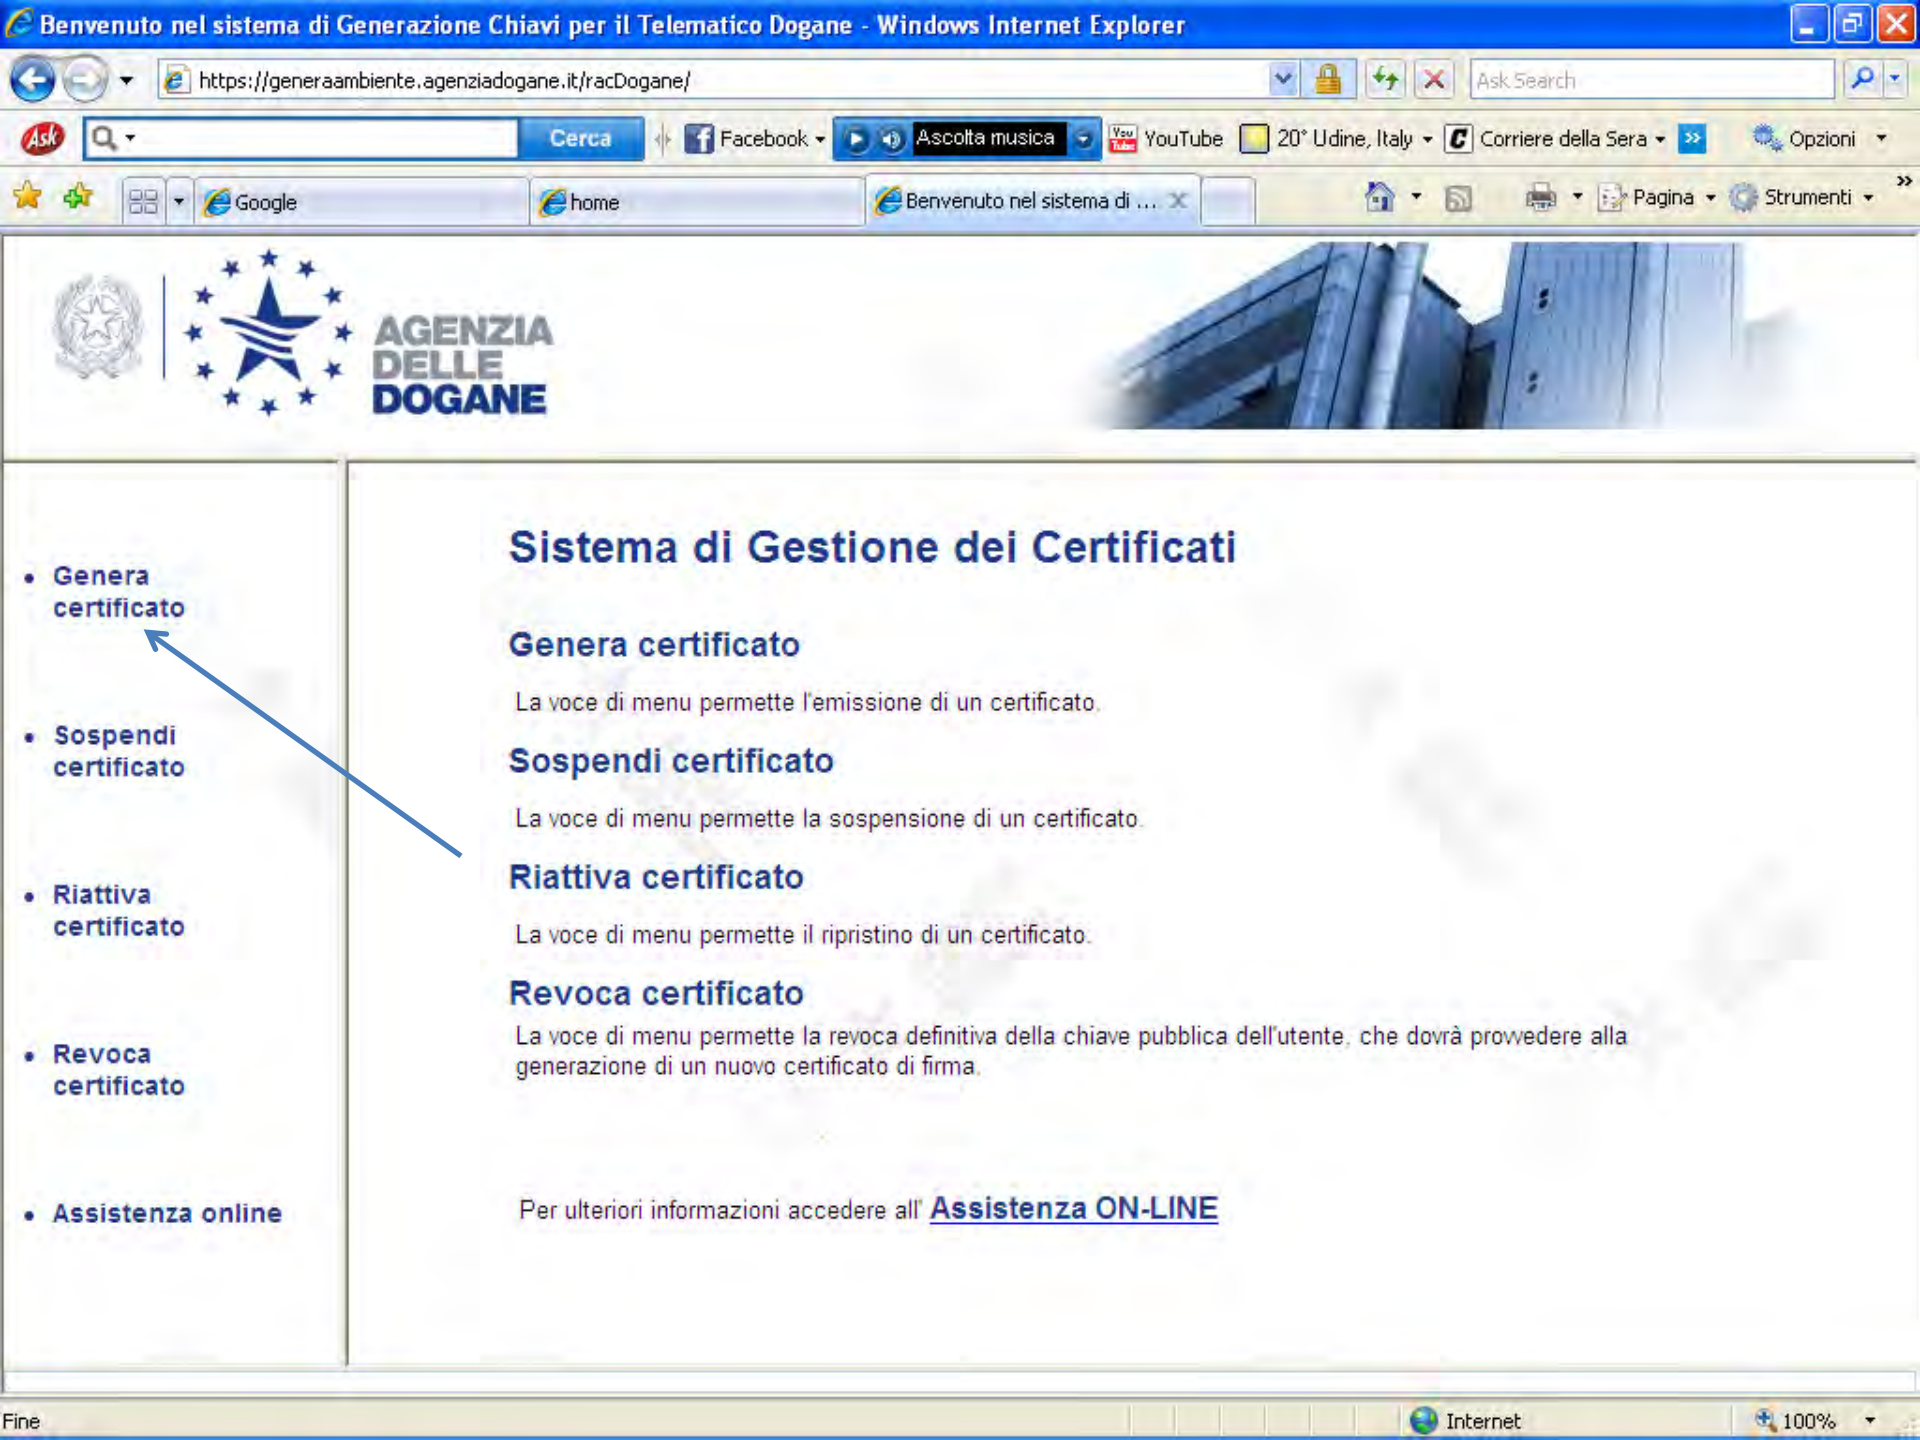 Benvenuto nel sistema di Generazione Chiavi per il Telematico Dogane - Windows Internet Explorer
https://generaambiente.agenziadogane.it/racDogane/
Ask Search
Ask
Cerca
Facebook
Ascolta musica
You Tube
YouTube
20° Udine, Italy
C
Corriere della Sera
»
Opzioni
Google
home
Benvenuto nel sistema di ...
Pagina
Strumenti
»
AGENZIA
DELLE
DOGANE
Genera
certificato
Sospendi
certificato
Riattiva
certificato
Revoca
certificato
Assistenza online
Sistema di Gestione dei Certificati
Genera certificato
La voce di menu permette l'emissione di un certificato.
Sospendi certificato
La voce di menu permette la sospensione di un certificato.
Riattiva certificato
La voce di menu permette il ripristino di un certificato.
Revoca certificato
La voce di menu permette la revoca definitiva della chiave pubblica dell'utente, che dovrà provvedere alla
generazione di un nuovo certificato di firma.
Per ulteriori informazioni accedere all' Assistenza ON-LINE
Fine
Internet
100%